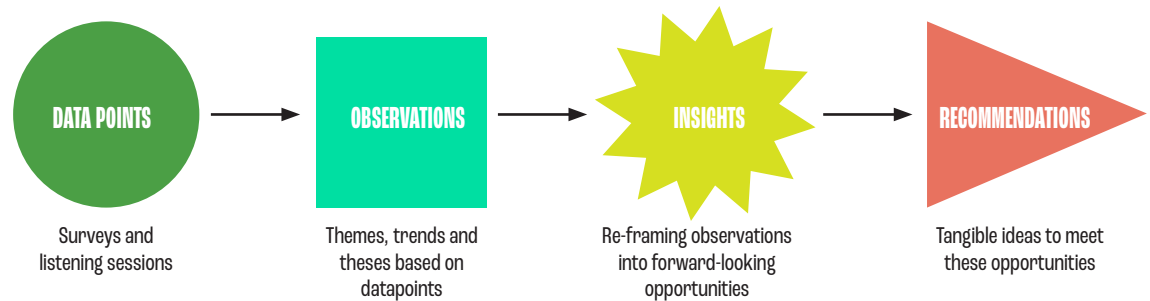 DATA POINTS
Surveys and
listening sessions
OBSERVATIONS
Themes, trends and
theses based on
datapoints
INSIGHTS
Re-framing observations
into forward-looking
opportunities
RECOMMENDATIONS
Tangible ideas to meet
these opportunities